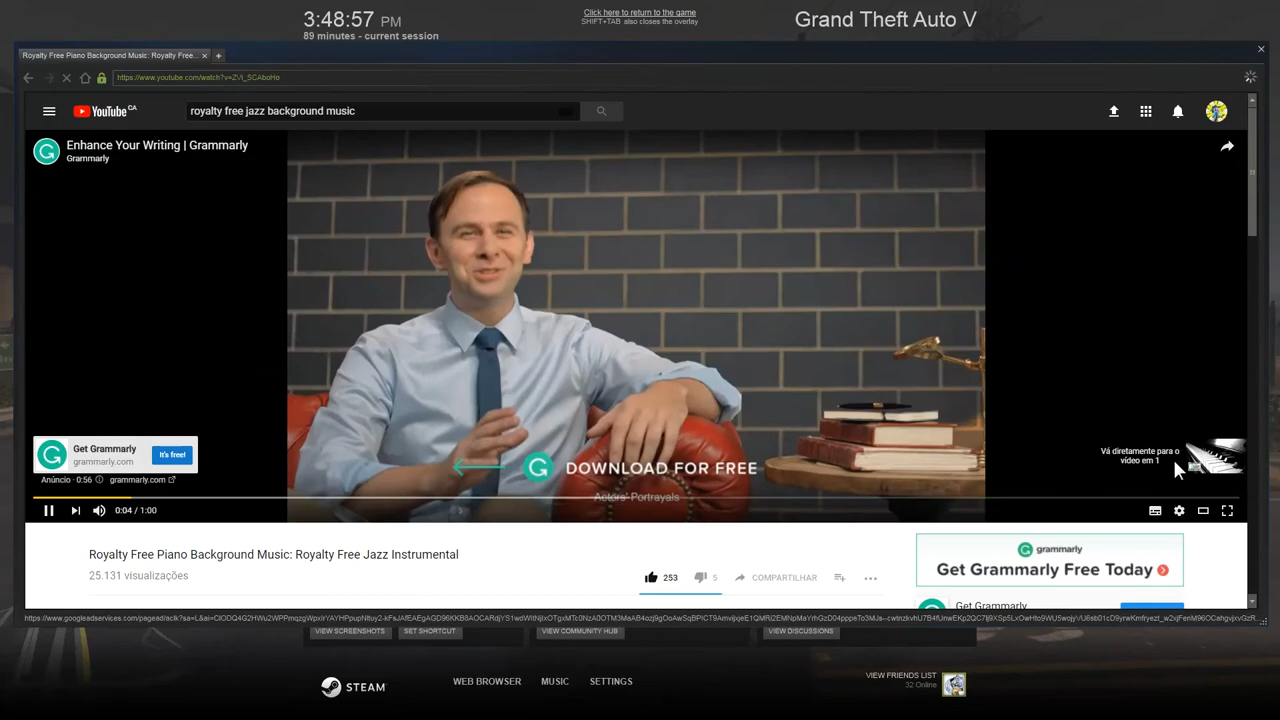 3:48:57 PM
89 minutes - current session
Click here to return to the game
SHIFT+TAB also closes the overlay
Grand Theft Auto V
Royalty Free Piano Background Music: Royalty Free...
YouTube CA
royalty free jazz background music
Enhance Your Writing | Grammarly
Grammarly
DOWNLOAD FOR FREE
Actors' Portrayals
Get Grammarly
grammarly.com
It's free!
Anúncio · 0:56
grammarly.com
Vá diretamente para o
vídeo em 1
0:04 / 1:00
Royalty Free Piano Background Music: Royalty Free Jazz Instrumental
25.131 visualizações
253
5
COMPARTILHAR
grammarly
Get Grammarly Free Today
Get Grammarly
VIEW SCREENSHOTS
SET SHORTCUT
VIEW COMMUNITY HUB
VIEW DISCUSSIONS
STEAM
WEB BROWSER
MUSIC
SETTINGS
VIEW FRIENDS LIST
32 Online